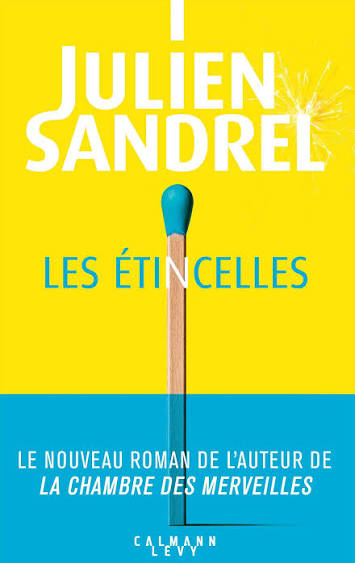 JULIEN
SANDREL
LES ÉTINCELLES
LE NOUVEAU ROMAN DE L'AUTEUR DE
LA CHAMBRE DES MERVEILLES
CALMANN
LEVY